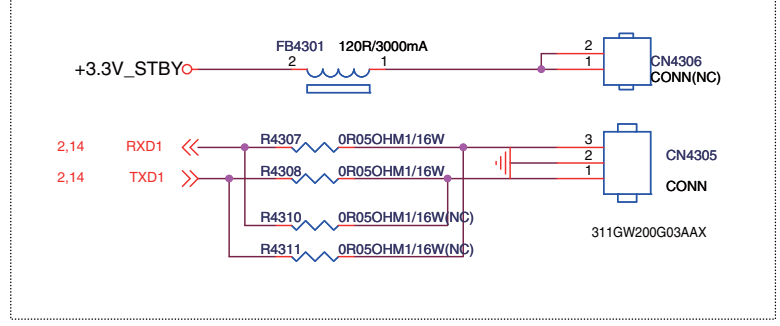 FB4301 120R/3000mA
+3.3V_STBY 2 1 2
1
CN4306
CONN(NC)
2,14 RXD1 R4307 0R05OHM1/16W 3
2
CN4305
2,14 TXD1 R4308 0R05OHM1/16W 1
CONN
R4310 0R05OHM1/16W(NC)
311GW200G03AAX
R4311 0R05OHM1/16W(NC)